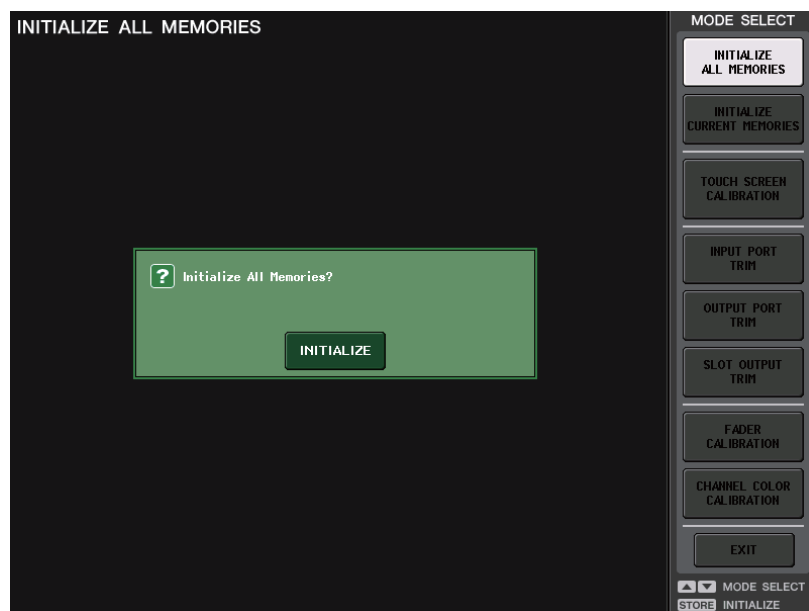 INITIALIZE ALL MEMORIES
? Initialize All Memories?
INITIALIZE
MODE SELECT
INITIALIZE
ALL MEMORIES
INITIALIZE
CURRENT MEMORIES
TOUCH SCREEN
CALIBRATION
INPUT PORT
TRIM
OUTPUT PORT
TRIM
SLOT OUTPUT
TRIM
FADER
CALIBRATION
CHANNEL COLOR
CALIBRATION
EXIT
MODE SELECT
STORE INITIALIZE